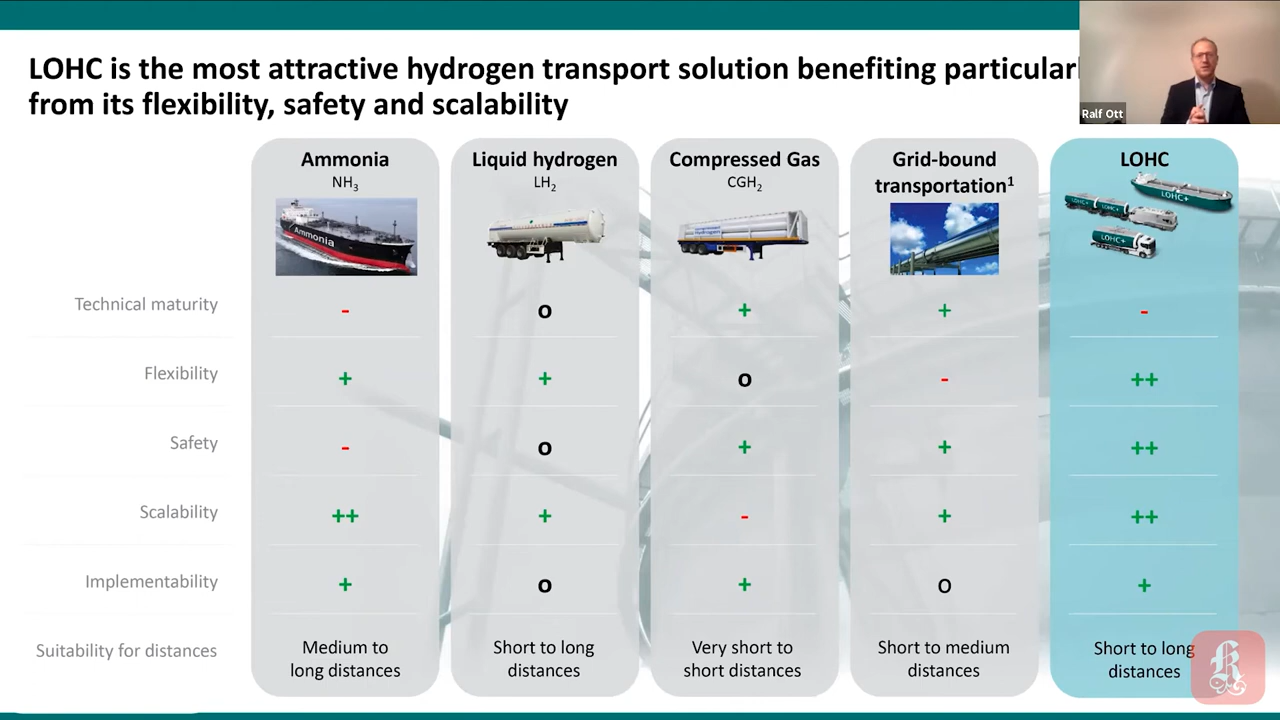 LOHC is the most attractive hydrogen transport solution benefiting
from its flexibility, safety and scalability
Ralf Ott
Ammonia
NH₃
Liquid hydrogen
LH₂
Compressed Gas
CGH₂
Grid-bound
transportation¹
LOHC
Ammonia
Hydrogen
LOHC+
LOHC+
LOHC+
LOHC+
Technical maturity - o + + -
Flexibility + + o - ++
Safety - o + + ++
Scalability ++ + - + ++
Implementability + o + O +
Suitability for distances
Medium to
long distances
Short to long
distances
Very short to
short distances
Short to medium
distances
Short to long
distances